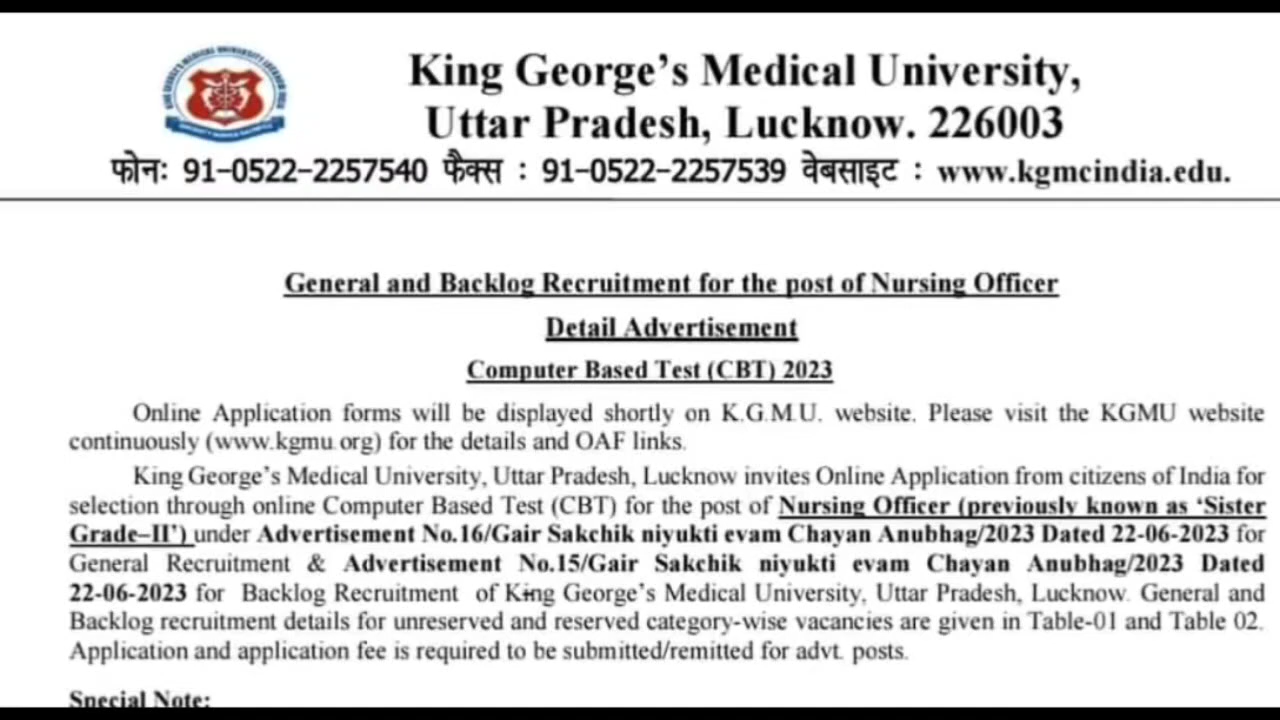 King George's Medical University,
Uttar Pradesh, Lucknow. 226003
फोनः 91-0522-2257540 फैक्स : 91-0522-2257539 वेबसाइट : www.kgmcindia.edu.
General and Backlog Recruitment for the post of Nursing Officer
Detail Advertisement
Computer Based Test (CBT) 2023
Online Application forms will be displayed shortly on K.G.M.U. website. Please visit the KGMU website
continuously (www.kgmu.org) for the details and OAF links.
King George's Medical University, Uttar Pradesh, Lucknow invites Online Application from citizens of India for
selection through online Computer Based Test (CBT) for the post of Nursing Officer (previously known as 'Sister
Grade–II') under Advertisement No.16/Gair Sakchik niyukti evam Chayan Anubhag/2023 Dated 22-06-2023 for
General Recruitment & Advertisement No.15/Gair Sakchik niyukti evam Chayan Anubhag/2023 Dated
22-06-2023 for Backlog Recruitment of King George's Medical University, Uttar Pradesh, Lucknow. General and
Backlog recruitment details for unreserved and reserved category-wise vacancies are given in Table-01 and Table 02.
Application and application fee is required to be submitted/remitted for advt. posts.
Special Note: